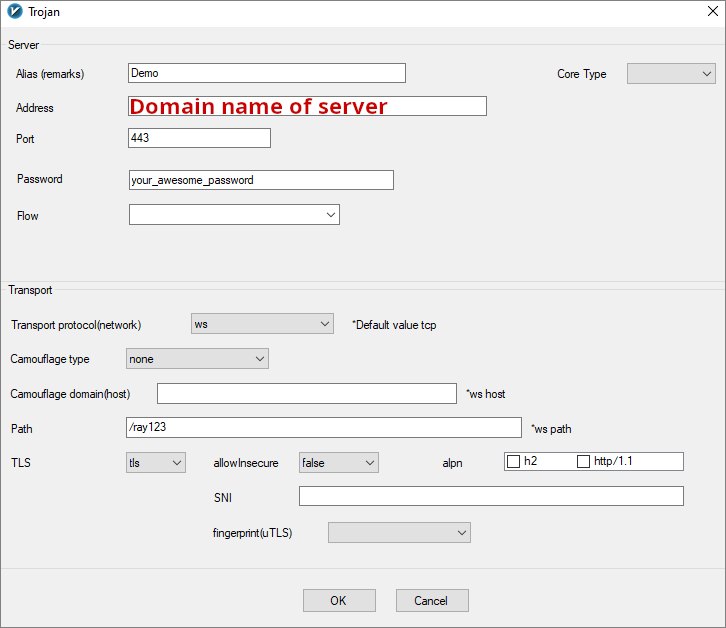 Trojan
Server
Alias (remarks) Demo Core Type
Address Domain name of server
Port 443
Password your_awesome_password
Flow
Transport
Transport protocol(network) ws *Default value tcp
Camouflage type none
Camouflage domain(host) *ws host
Path /ray123 *ws path
TLS tls allowInsecure false alpn h2 http/1.1
SNI
fingerprint(uTLS)
OK Cancel